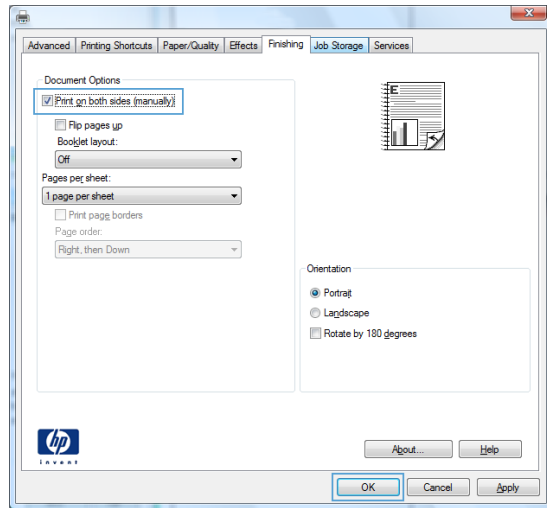 Advanced Printing Shortcuts Paper/Quality Effects Finishing Job Storage Services
Document Options
Print on both sides (manually)
Flip pages up
Booklet layout:
Off
Pages per sheet:
1 page per sheet
Print page borders
Page order:
Right, then Down
E
Orientation
Portrait
Landscape
Rotate by 180 degrees
hp
invent
About... Help
OK Cancel Apply